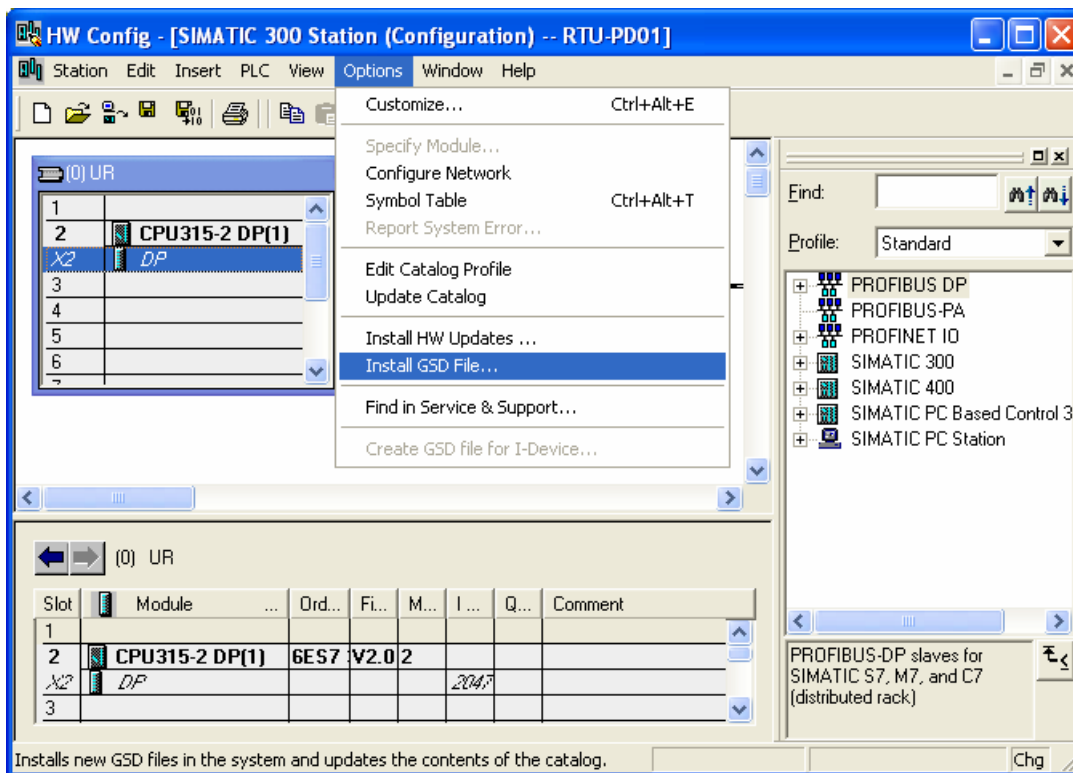 HW Config - [SIMATIC 300 Station (Configuration) -- RTU-PD01]
Station Edit Insert PLC View Options Window Help
Customize... Ctrl+Alt+E
Specify Module...
Configure Network
Symbol Table Ctrl+Alt+T
Report System Error...
Edit Catalog Profile
Update Catalog
Install HW Updates ...
Install GSD File...
Find in Service & Support...
Create GSD file for I-Device...
(0) UR
1
2 CPU315-2 DP(1)
X2 DP
3
4
5
6
Find:
Profile: Standard
PROFIBUS DP
PROFIBUS-PA
PROFINET IO
SIMATIC 300
SIMATIC 400
SIMATIC PC Based Control 3
SIMATIC PC Station
(0) UR
Slot Module ... Ord... Fi... M... I ... Q... Comment
1
2 CPU315-2 DP(1) 6ES7 V2.0 2
X2 DP 2047
3
PROFIBUS-DP slaves for
SIMATIC S7, M7, and C7
(distributed rack)
Installs new GSD files in the system and updates the contents of the catalog. Chg